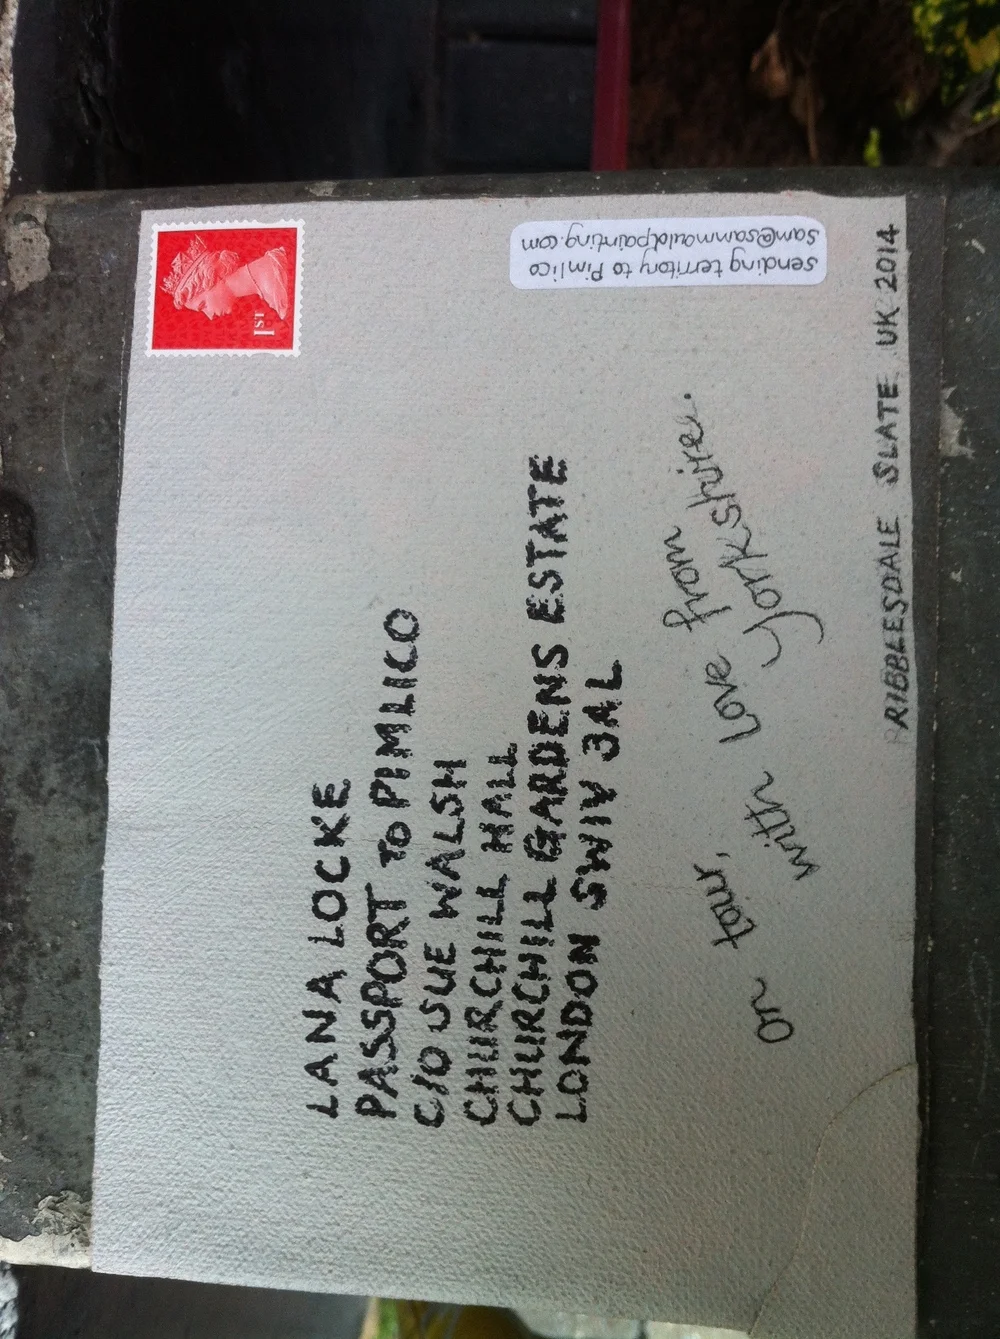 1ST
LANA LOCKE
PASSPORT TO PIMLICO
C/O SUE WALSH
CHURCHILL HALL
CHURCHILL GARDENS ESTATE
LONDON SW1V 3AL
on tour,
with love from
Yorkshire.
RIBBLESDALE SLATE UK 2014
sending territory to Pimlico
sam@sammouldpainting.com